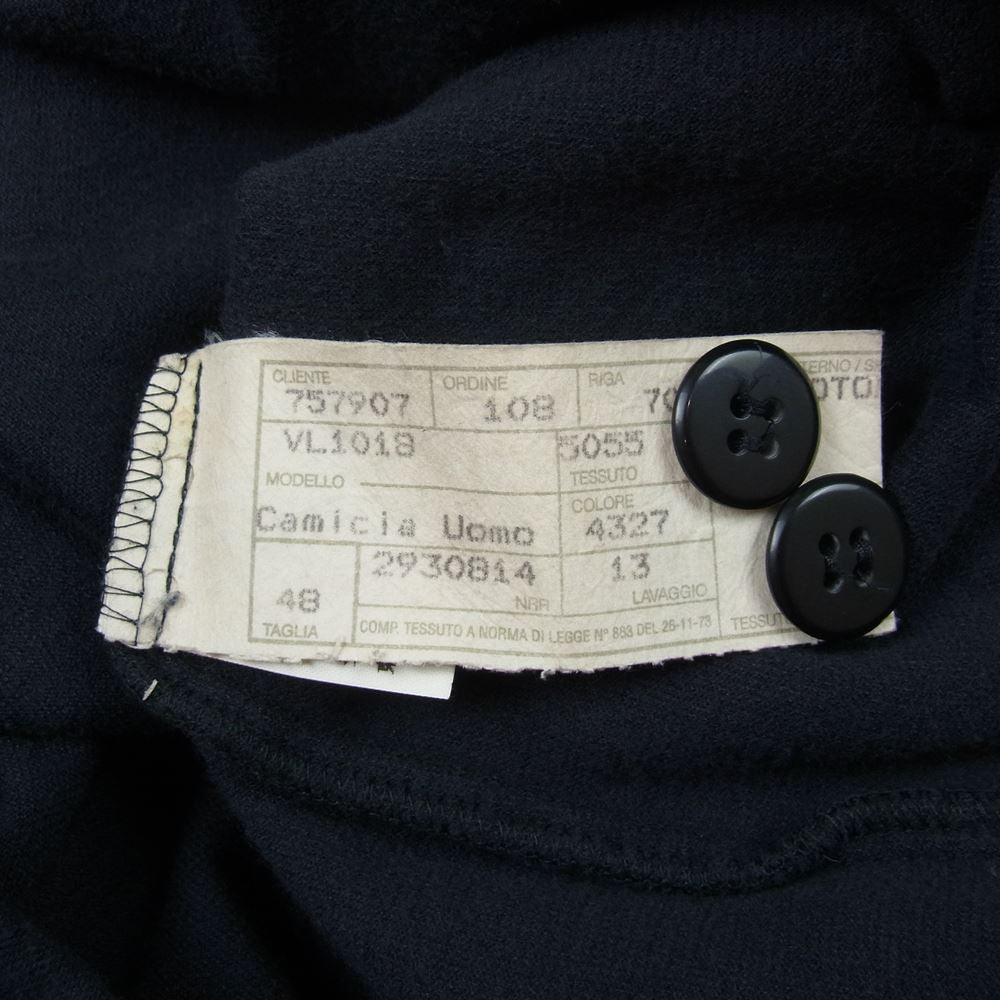 CLIENTE ORDINE RIGA
757907 108
VL1018 5055
MODELLO TESSUTO
COLORE
Camicia Uomo 4327
2930814 13
NRR LAVAGGIO
48
TAGLIA COMP. TESSUTO A NORMA DI LEGGE Nº 883 DEL 26-11-73